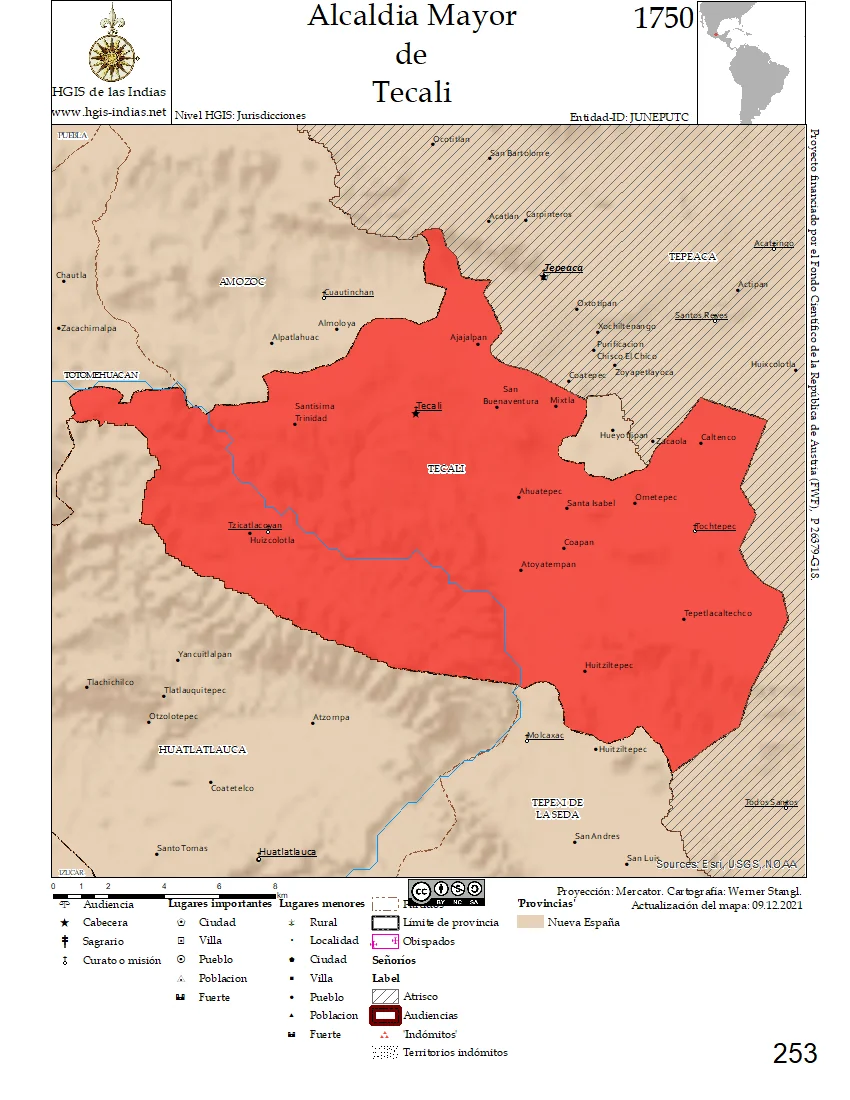 Alcaldia Mayor
de
Tecali
1750
HGIS de las Indias
www.hgis-indias.net
Nivel HGIS: Jurisdicciones
Entidad-ID: JUNEPUTC
Proyecto financiado por el Fondo Científico de la República de Austria (FWF), P 26379-G18.
PUEBLA
Ocotitlan
San Bartolome
Acatlan
Carpinteros
Acatzingo
TEPEACA
Tepeaca
Chautla
AMOZOC
Cuautinchan
Actipan
Oxtotipan
Santos Reyes
Zacachimalpa
Almoloya
Xochiltenango
Alpatlahuac
Ajajalpan
Purificacion
Chisco El Chico
Huixcolotla
Zoyapetlayoca
TOTOMEHUACAN
Coatepec
San
Buenaventura
Mixtla
Santisima
Trinidad
Tecali
Hueyotlipan
Zacaola
Caltenco
TECALI
Ahuatepec
Santa Isabel
Ometepec
Tzicatlacoyan
Huizcolotla
Tochtepec
Coapan
Atoyatempan
Tepetlacaltechco
Yancuitlalpan
Huitziltepec
Tlachichilco
Tlatlauquitepec
Otzolotepec
Atzompa
Molcaxac
HUATLATLAUCA
Huitziltepec
Coatetelco
TEPEXI DE
LA SEDA
Todos Santos
San Andres
Santo Tomas
Huatlatlauca
San Luis
Sources: Esri, USGS, NOAA
IZUCAR
0 1 2 4 6 8
km
CC BY NC SA
Proyección: Mercator. Cartografía: Werner Stangl.
Actualización del mapa: 09.12.2021
Audiencia
Cabecera
Sagrario
Curato o misión
Lugares importantes
Ciudad
Villa
Pueblo
Poblacion
Fuerte
Lugares menores
Rural
Localidad
Ciudad
Villa
Pueblo
Poblacion
Fuerte
Límite de provincia
Obispados
Señoríos
Label
Atrisco
Audiencias
'Indómitos'
Territorios indómitos
'Provincias'
Nueva España
253